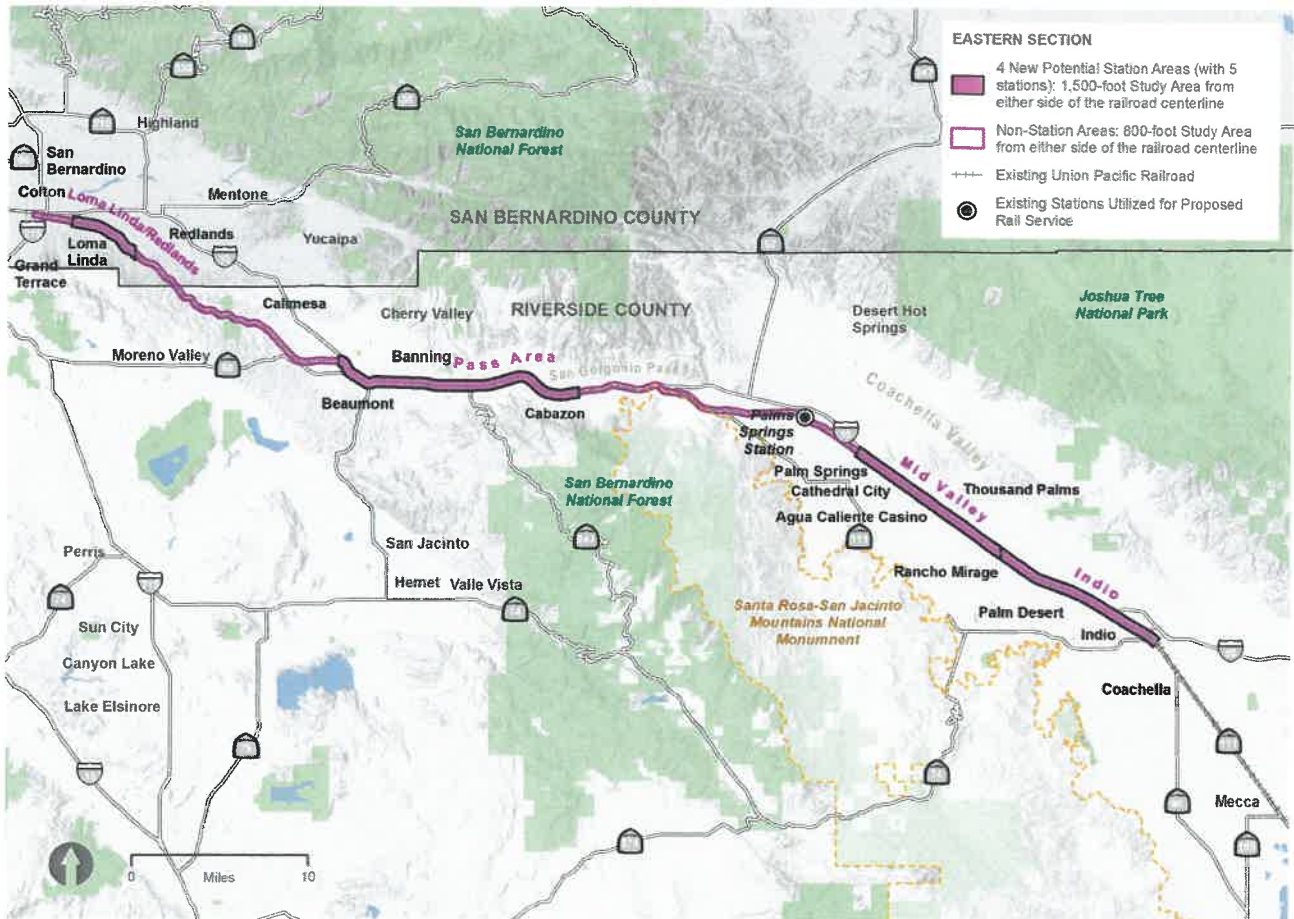 EASTERN SECTION
4 New Potential Station Areas (with 5
stations): 1,500-foot Study Area from
either side of the railroad centerline
Non-Station Areas: 800-foot Study Area
from either side of the railroad centerline
Existing Union Pacific Railroad
Existing Stations Utilized for Proposed
Rail Service
Highland
San Bernardino
National Forest
San
Bernardino
Colton
Loma Linda/Redlands
Mentone
SAN BERNARDINO COUNTY
Redlands
Yucaipa
Loma
Linda
Grand
Terrace
Calimesa
Cherry Valley
RIVERSIDE COUNTY
Desert Hot
Springs
Joshua Tree
National Park
Moreno Valley
Banning
Pass Area
San Gorgonio Pass
Coachella Valley
Beaumont
Cabazon
Palms
Springs
Station
Mid Valley
Palm Springs
Thousand Palms
Cathedral City
San Bernardino
National Forest
Agua Caliente Casino
San Jacinto
Perris
Rancho Mirage
Indio
Hemet
Valle Vista
Santa Rosa-San Jacinto
Mountains National
Monumnent
Palm Desert
Sun City
Indio
Canyon Lake
Coachella
Lake Elsinore
Mecca
0
Miles
10